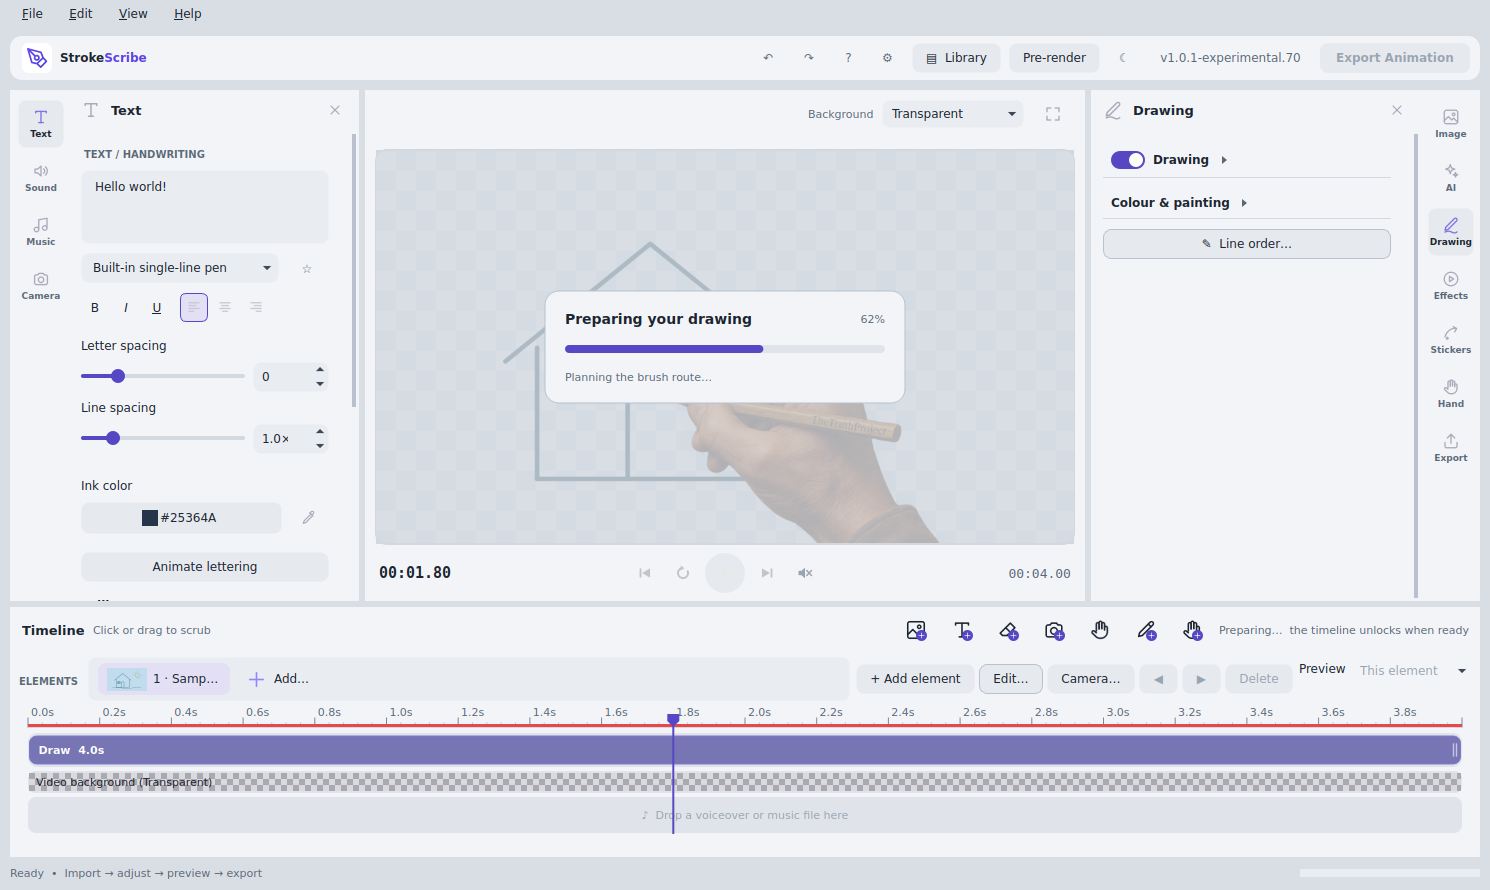 File Edit View Help
StrokeScribe
Library
Pre-render
v1.0.1-experimental.70
Export Animation
Text
Sound
Music
Camera
Text
TEXT / HANDWRITING
Hello world!
Built-in single-line pen
B I U
Letter spacing
0
Line spacing
1.0×
Ink color
#25364A
Animate lettering
Background Transparent
Preparing your drawing 62%
Planning the brush route...
TheTruthProject
00:01.80
00:04.00
Drawing
Drawing
Colour & painting
Line order...
Image
AI
Drawing
Effects
Stickers
Hand
Export
Timeline Click or drag to scrub
Preparing... the timeline unlocks when ready
ELEMENTS
1 · Samp...
Add...
+ Add element
Edit...
Camera...
Delete
Preview This element
0.0s 0.2s 0.4s 0.6s 0.8s 1.0s 1.2s 1.4s 1.6s 1.8s 2.0s 2.2s 2.4s 2.6s 2.8s 3.0s 3.2s 3.4s 3.6s 3.8s
Draw 4.0s
Video background (Transparent)
♪ Drop a voiceover or music file here
Ready • Import → adjust → preview → export